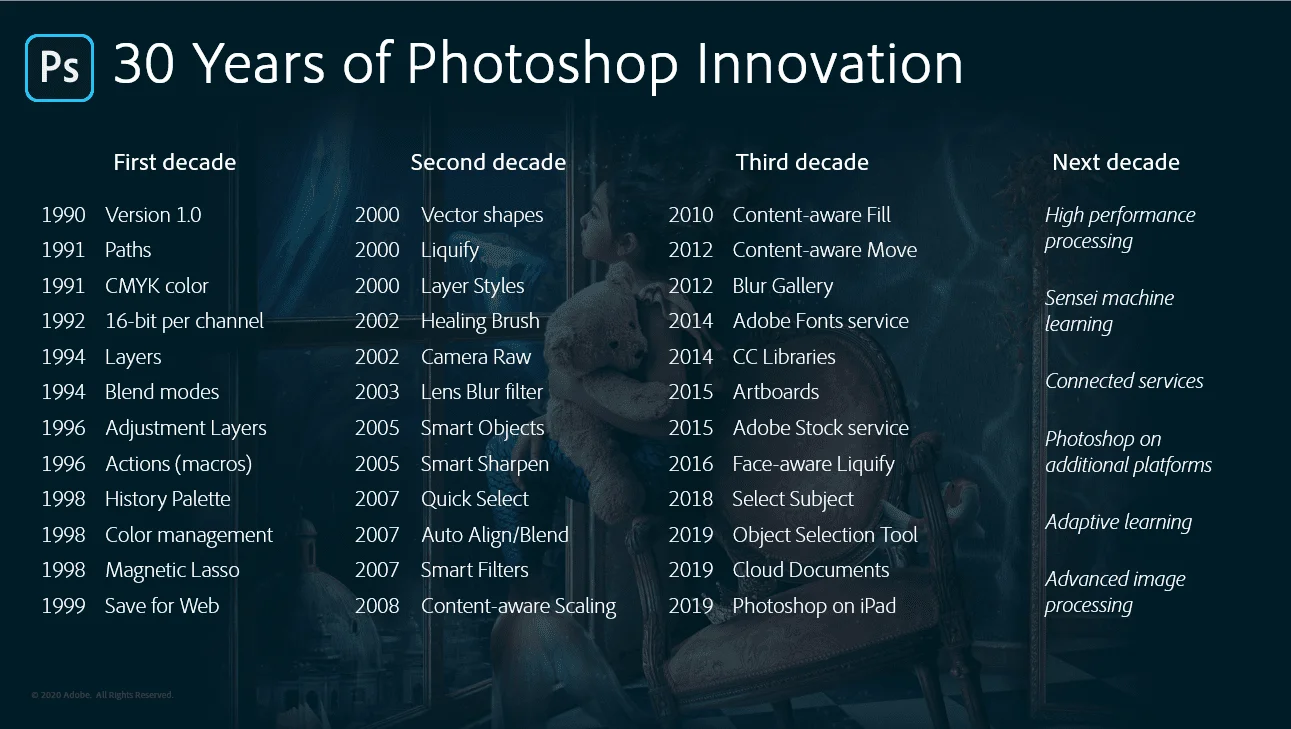 Ps 30 Years of Photoshop Innovation
First decade
1990 Version 1.0
1991 Paths
1991 CMYK color
1992 16-bit per channel
1994 Layers
1994 Blend modes
1996 Adjustment Layers
1996 Actions (macros)
1998 History Palette
1998 Color management
1998 Magnetic Lasso
1999 Save for Web
Second decade
2000 Vector shapes
2000 Liquify
2000 Layer Styles
2002 Healing Brush
2002 Camera Raw
2003 Lens Blur filter
2005 Smart Objects
2005 Smart Sharpen
2007 Quick Select
2007 Auto Align/Blend
2007 Smart Filters
2008 Content-aware Scaling
Third decade
2010 Content-aware Fill
2012 Content-aware Move
2012 Blur Gallery
2014 Adobe Fonts service
2014 CC Libraries
2015 Artboards
2015 Adobe Stock service
2016 Face-aware Liquify
2018 Select Subject
2019 Object Selection Tool
2019 Cloud Documents
2019 Photoshop on iPad
Next decade
High performance
processing
Sensei machine
learning
Connected services
Photoshop on
additional platforms
Adaptive learning
Advanced image
processing
© 2020 Adobe. All Rights Reserved.